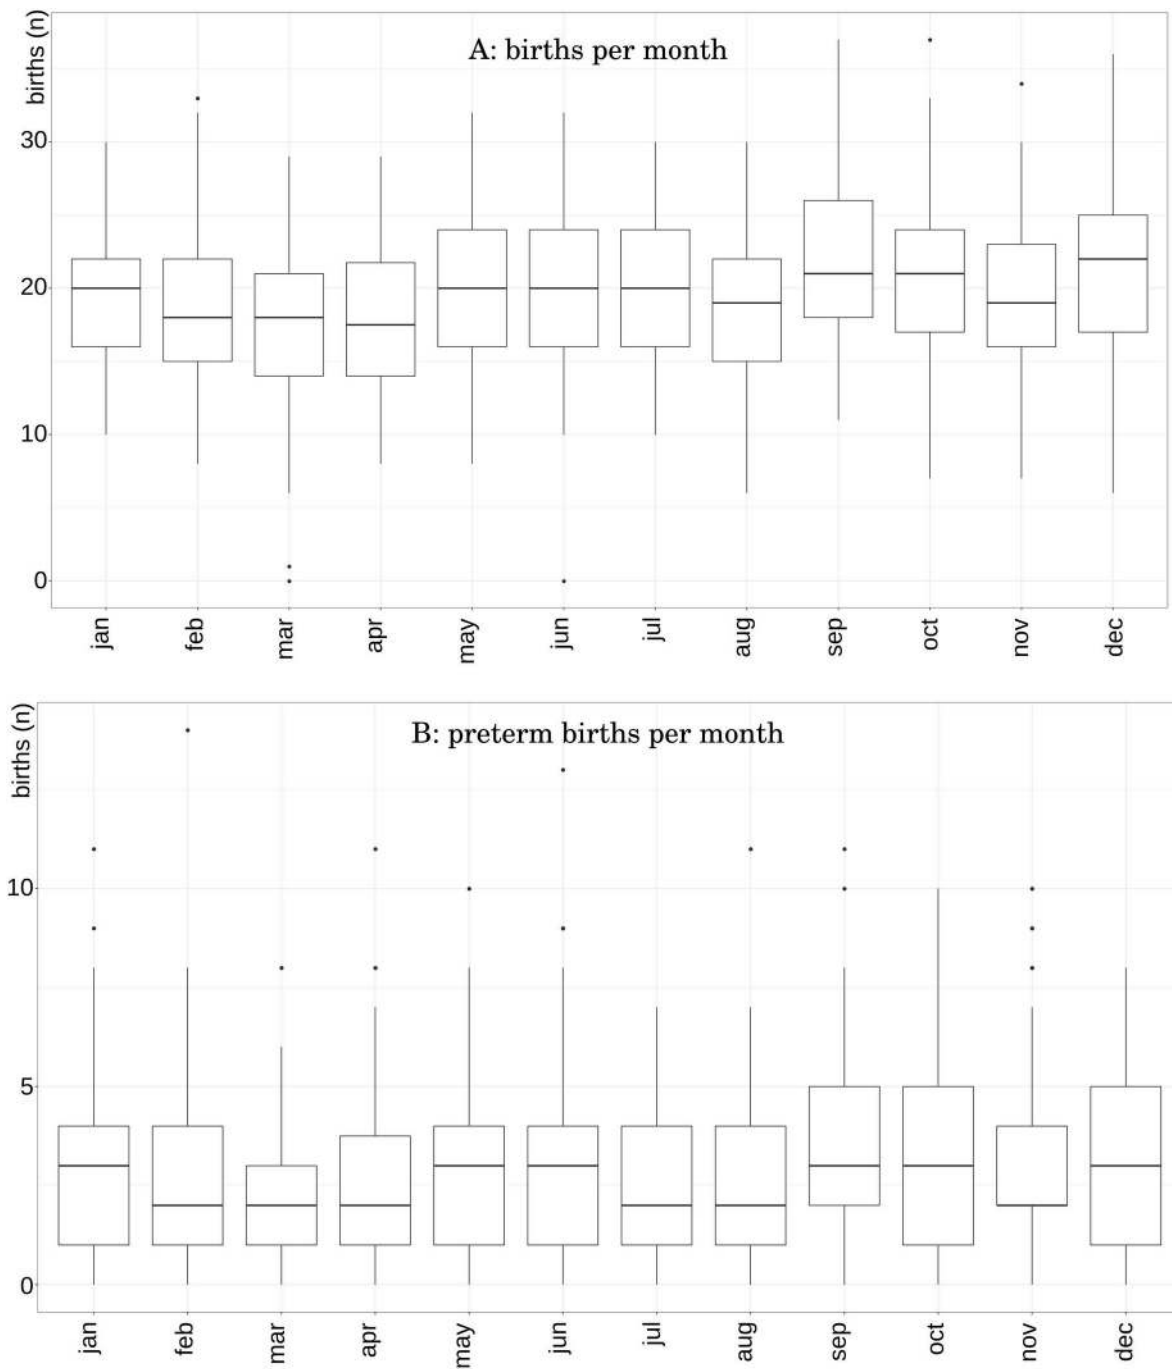 births (n)
A: births per month
30
20
10
0
jan
feb
mar
apr
may
jun
jul
aug
sep
oct
nov
dec
births (n)
B: preterm births per month
10
5
0
jan
feb
mar
apr
may
jun
jul
aug
sep
oct
nov
dec